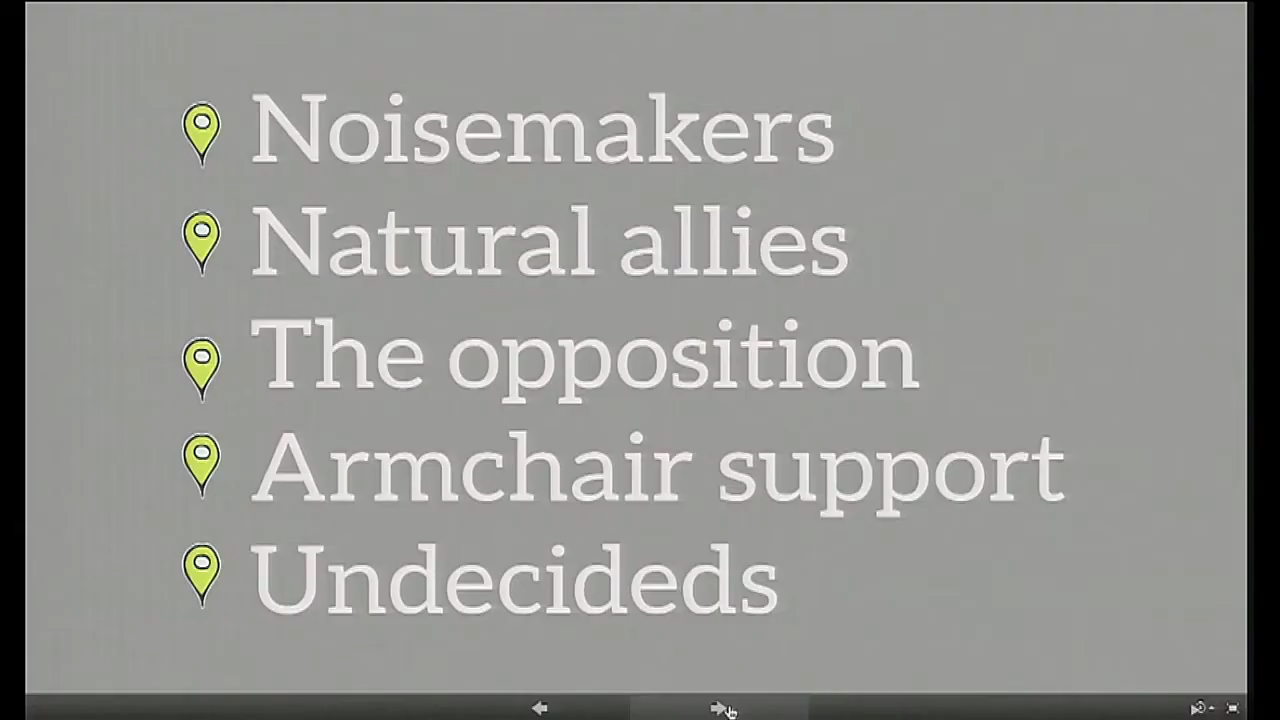 Noisemakers
Natural allies
The opposition
Armchair support
Undecideds